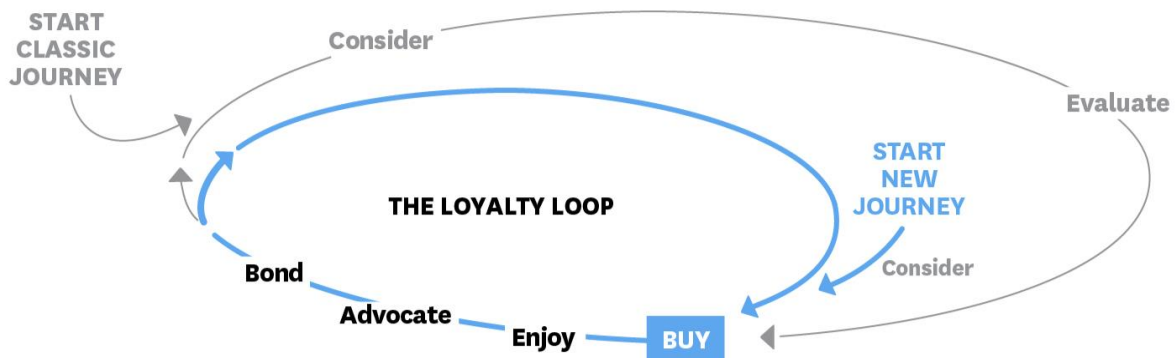 START
CLASSIC
JOURNEY
Consider
Evaluate
START
NEW
JOURNEY
THE LOYALTY LOOP
Consider
Bond
Advocate
Enjoy
BUY